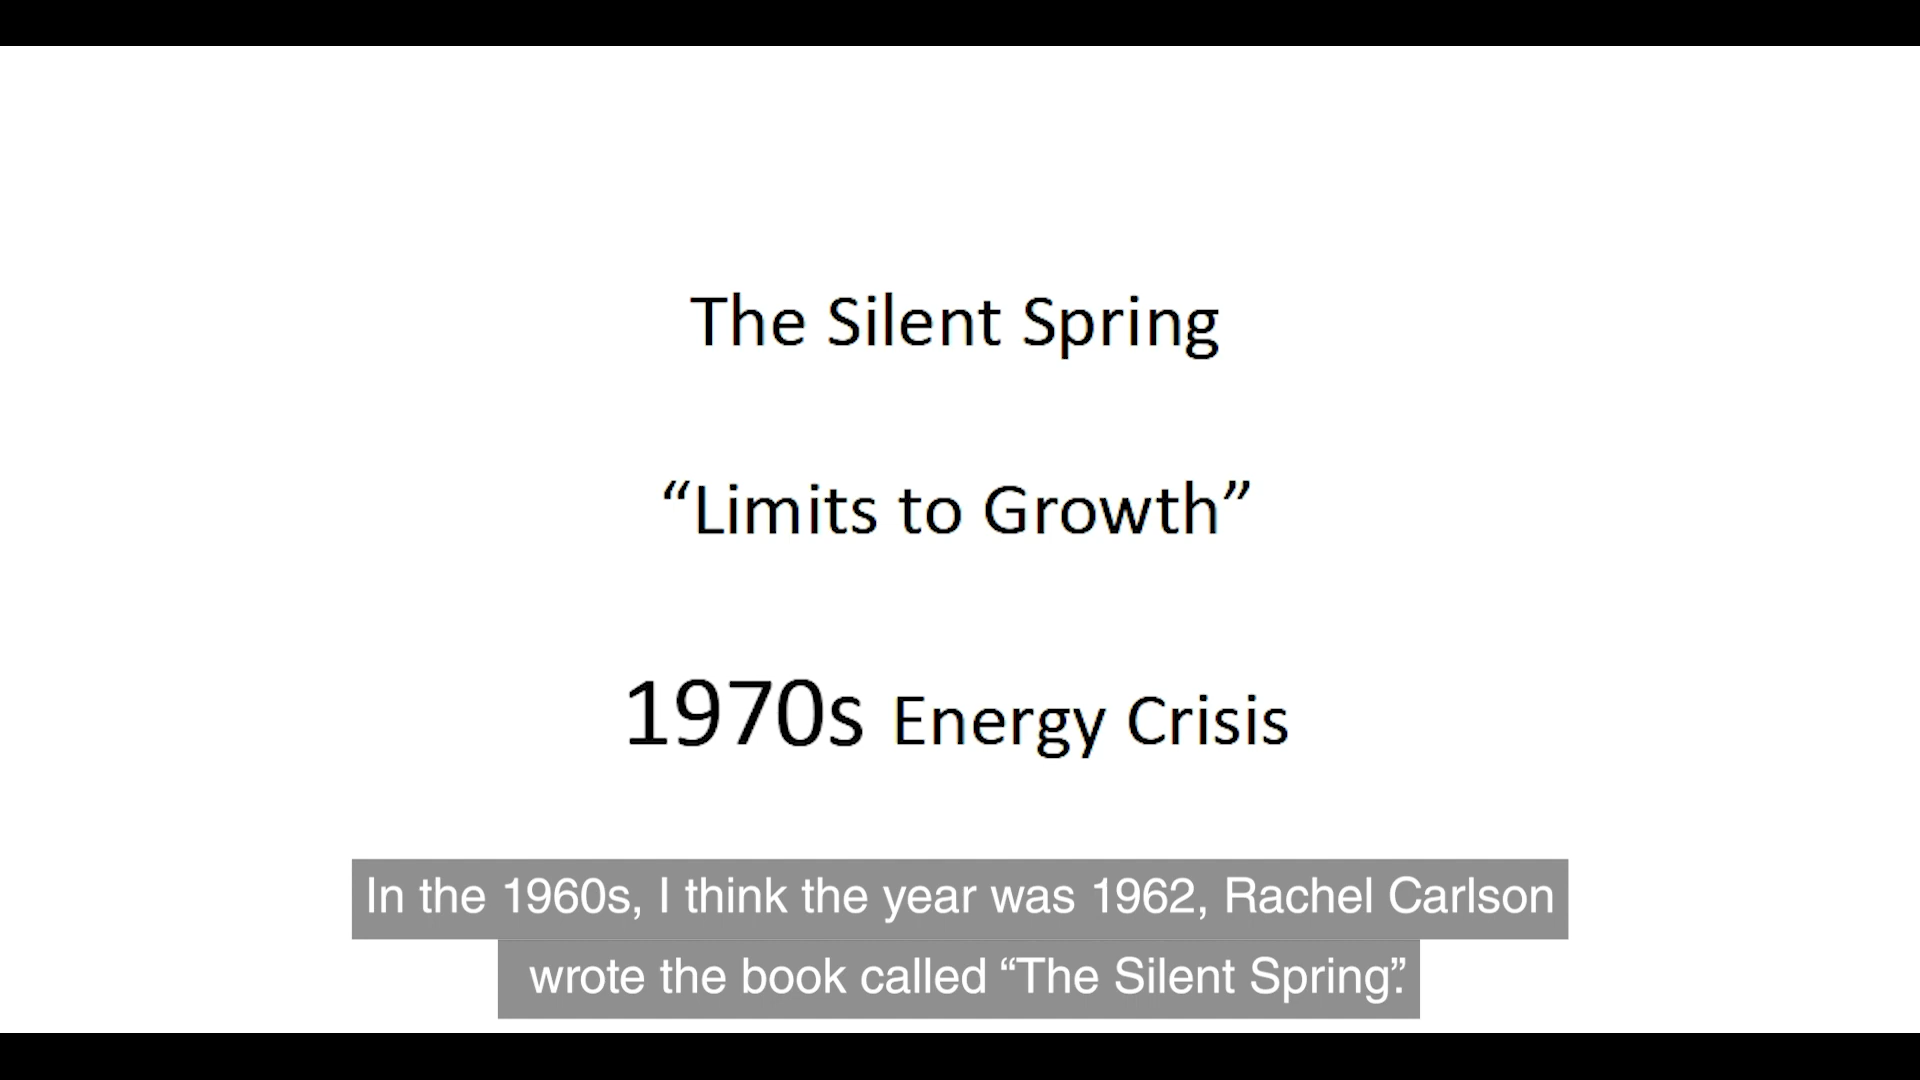 The Silent Spring
“Limits to Growth”
1970s Energy Crisis
In the 1960s, I think the year was 1962, Rachel Carlson
wrote the book called “The Silent Spring”.